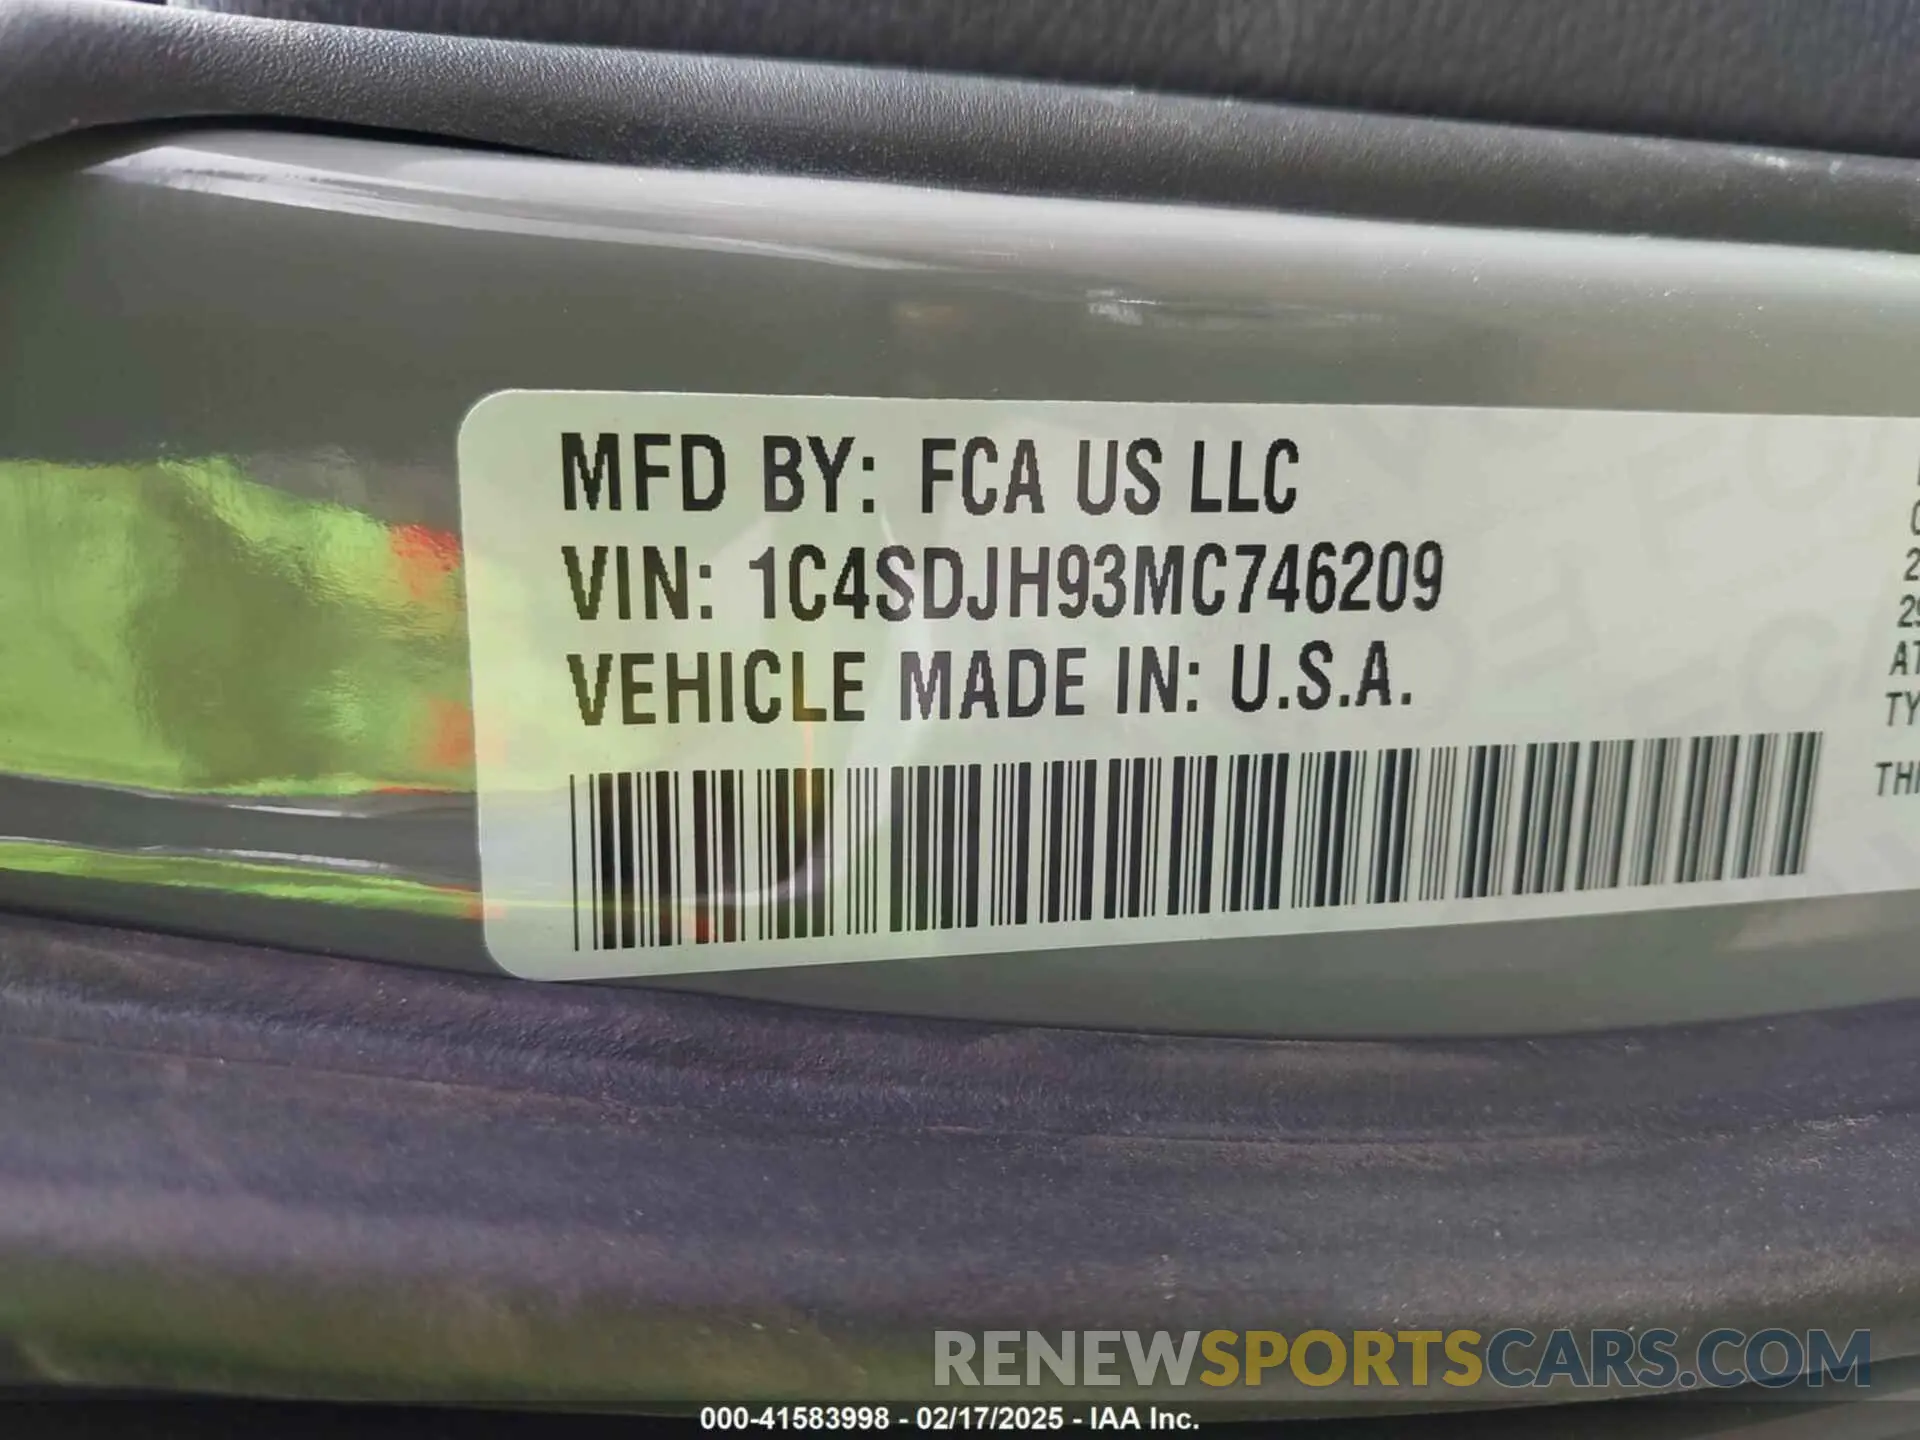 MFD BY: FCA US LLC
VIN: 1C4SDJH93MC746209
VEHICLE MADE IN: U.S.A.
RENEWSPORTSCARS.COM
000-41583998 - 02/17/2025 - IAA Inc.